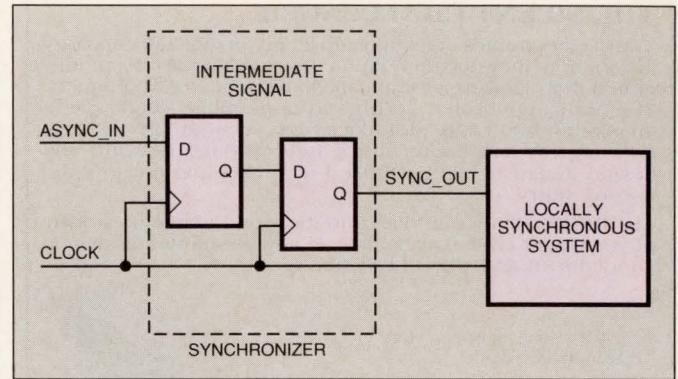 INTERMEDIATE
SIGNAL
ASYNC_IN
D
Q
D
Q
SYNC_OUT
LOCALLY
SYNCHRONOUS
SYSTEM
CLOCK
SYNCHRONIZER